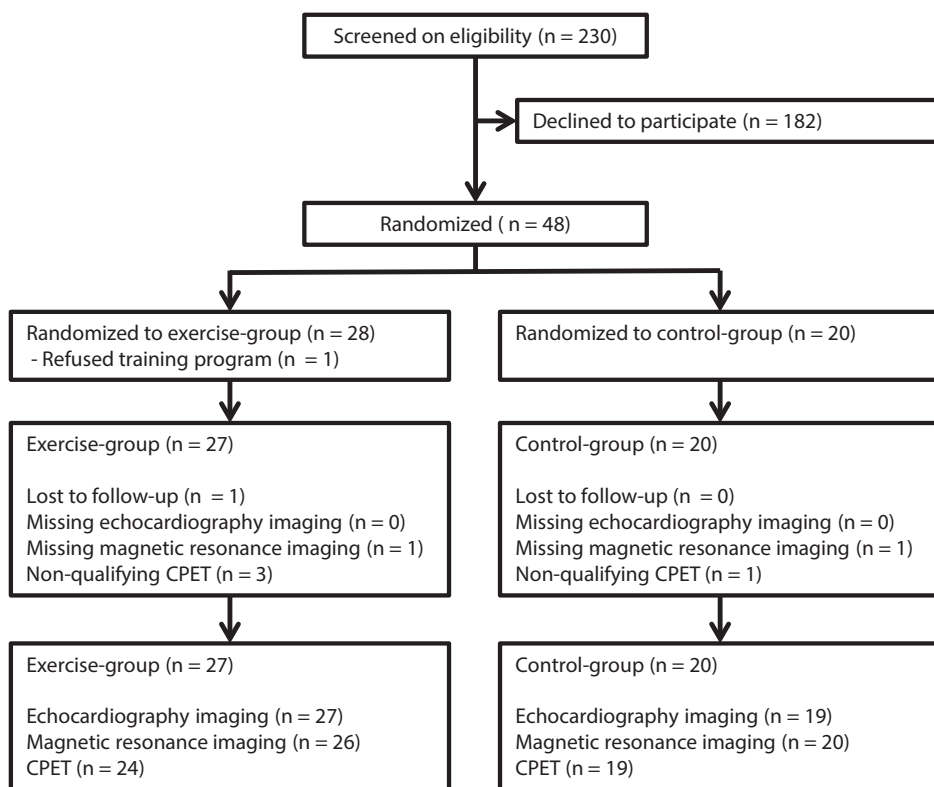 Screened on eligibility (n = 230)
Declined to participate (n = 182)
Randomized ( n = 48)
Randomized to exercise-group (n = 28)
- Refused training program (n = 1)
Randomized to control-group (n = 20)
Exercise-group (n = 27)
Lost to follow-up (n = 1)
Missing echocardiography imaging (n = 0)
Missing magnetic resonance imaging (n = 1)
Non-qualifying CPET (n = 3)
Control-group (n = 20)
Lost to follow-up (n = 0)
Missing echocardiography imaging (n = 0)
Missing magnetic resonance imaging (n = 1)
Non-qualifying CPET (n = 1)
Exercise-group (n = 27)
Echocardiography imaging (n = 27)
Magnetic resonance imaging (n = 26)
CPET (n = 24)
Control-group (n = 20)
Echocardiography imaging (n = 19)
Magnetic resonance imaging (n = 20)
CPET (n = 19)